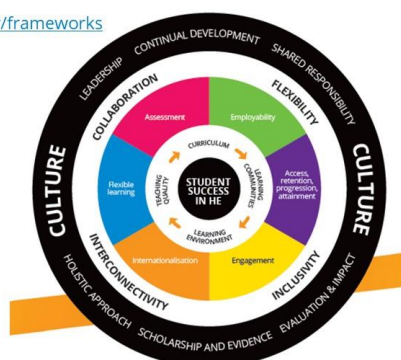 /frameworks
LEADERSHIP
CONTINUAL DEVELOPMENT
SHARED RESPONSIBILITY
CULTURE
CULTURE
HOLISTIC APPROACH
SCHOLARSHIP AND EVIDENCE
EVALUATION & IMPACT
COLLABORATION
FLEXIBILITY
INTERCONNECTIVITY
INCLUSIVITY
Assessment
Employability
Flexible
learning
Access,
retention,
progression,
attainment
Internationalisation
Engagement
CURRICULUM
LEARNING
COMMUNITIES
LEARNING
ENVIRONMENT
TEACHING
QUALITY
STUDENT
SUCCESS
IN HE